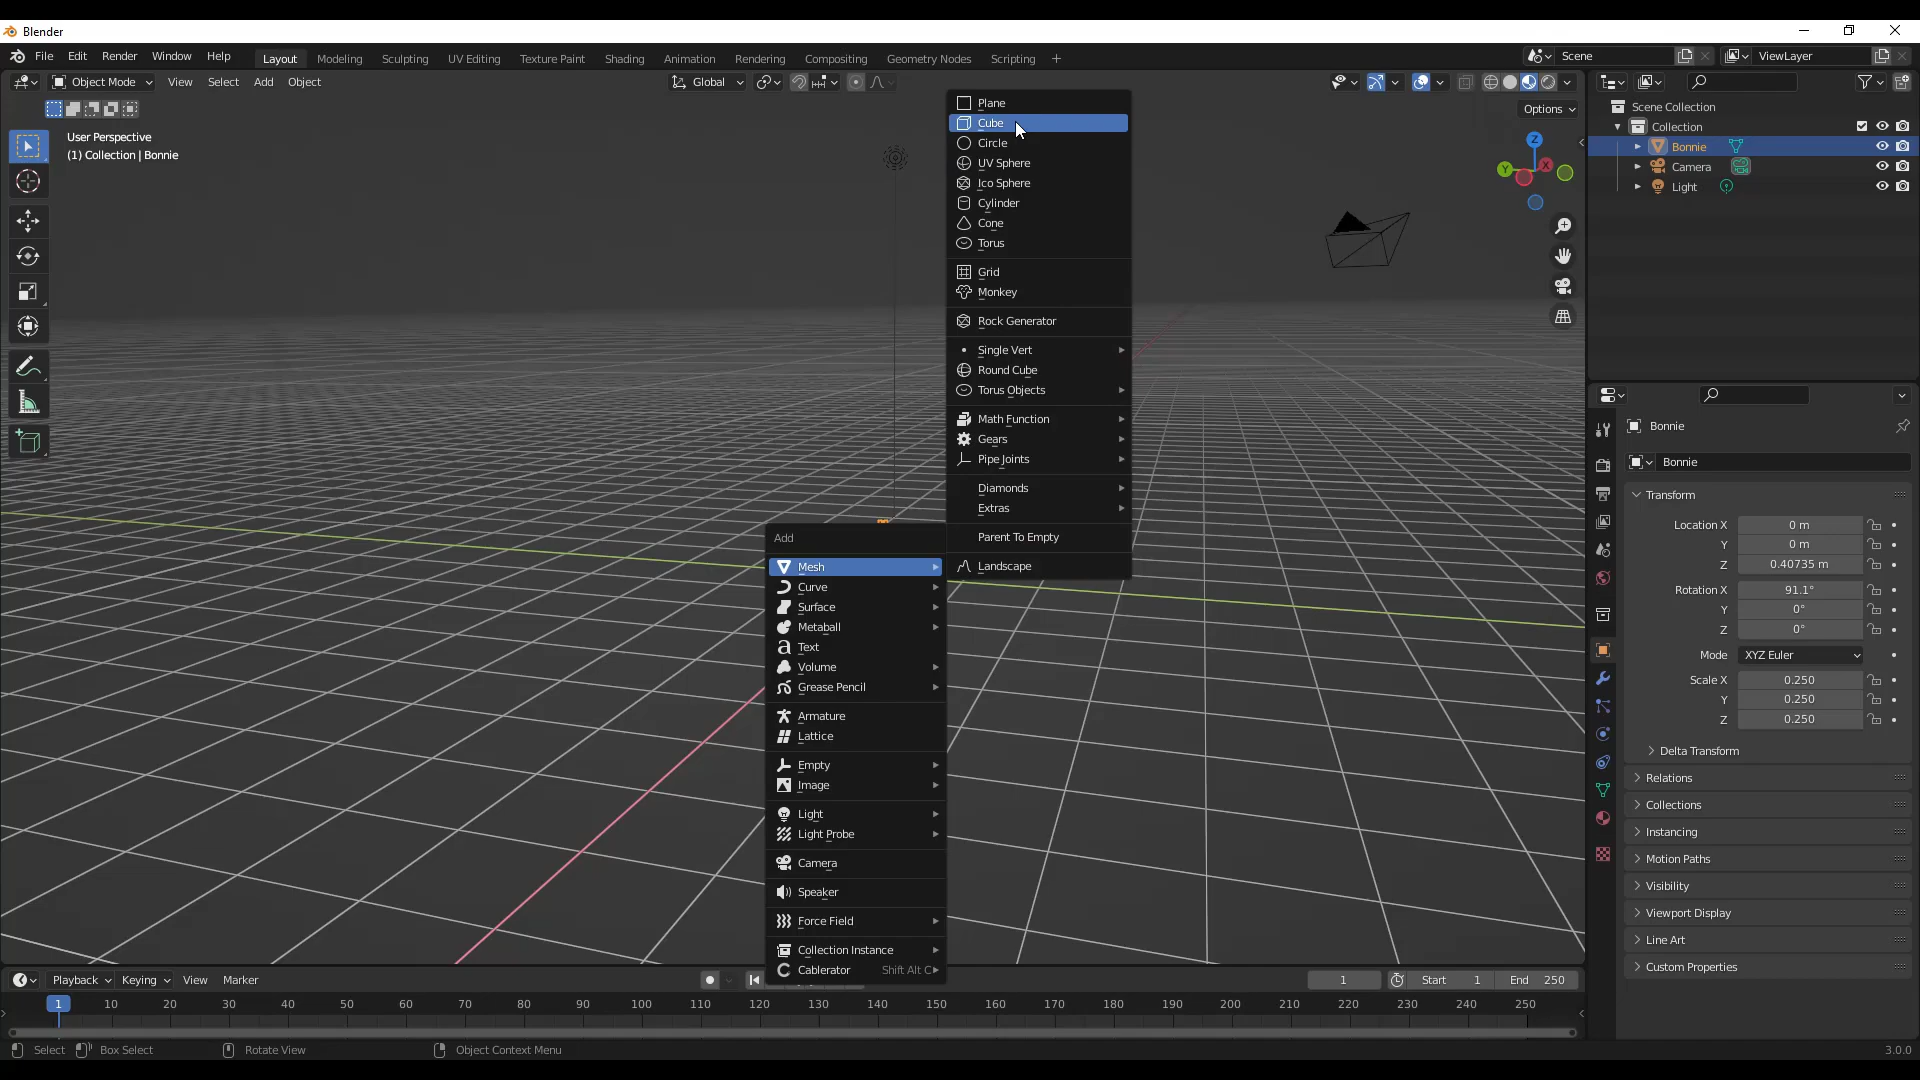 Blender
File Edit Render Window Help
Layout Modeling Sculpting UV Editing Texture Paint Shading Animation Rendering Compositing Geometry Nodes Scripting +
Scene
ViewLayer
Object Mode View Select Add Object
Global
Options
User Perspective
(1) Collection | Bonnie
Z
Y
X
Plane
Cube
Circle
UV Sphere
Ico Sphere
Cylinder
Cone
Torus
Grid
Monkey
Rock Generator
Single Vert
Round Cube
Torus Objects
Math Function
Gears
Pipe Joints
Diamonds
Extras
Parent To Empty
Landscape
Add
Mesh
Curve
Surface
Metaball
Text
Volume
Grease Pencil
Armature
Lattice
Empty
Image
Light
Light Probe
Camera
Speaker
Force Field
Collection Instance
Cablerator Shift Alt C
Scene Collection
Collection
Bonnie
Camera
Light
Bonnie
Bonnie
Transform
Location X 0 m
Y 0 m
Z 0.40735 m
Rotation X 91.1°
Y 0°
Z 0°
Mode XYZ Euler
Scale X 0.250
Y 0.250
Z 0.250
Delta Transform
Relations
Collections
Instancing
Motion Paths
Visibility
Viewport Display
Line Art
Custom Properties
Playback Keying View Marker
1 Start 1 End 250
1 10 20 30 40 50 60 70 80 90 100 110 120 130 140 150 160 170 180 190 200 210 220 230 240 250
Select Box Select Rotate View Object Context Menu 3.0.0